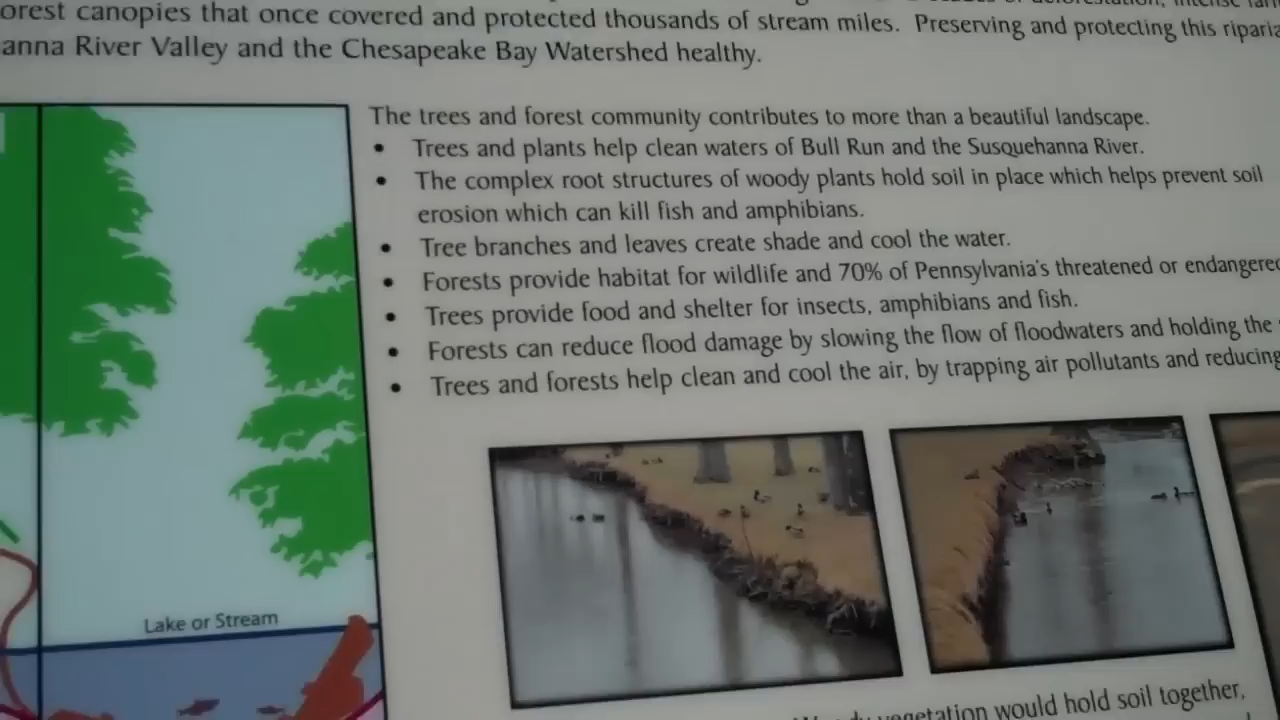 orest canopies that once covered and protected thousands of stream miles. Preserving and protecting this riparia
anna River Valley and the Chesapeake Bay Watershed healthy.
The trees and forest community contributes to more than a beautiful landscape.
• Trees and plants help clean waters of Bull Run and the Susquehanna River.
• The complex root structures of woody plants hold soil in place which helps prevent soil
erosion which can kill fish and amphibians.
• Tree branches and leaves create shade and cool the water.
• Forests provide habitat for wildlife and 70% of Pennsylvania's threatened or endangered
• Trees provide food and shelter for insects, amphibians and fish.
• Forests can reduce flood damage by slowing the flow of floodwaters and holding the
• Trees and forests help clean and cool the air, by trapping air pollutants and reducing
Lake or Stream
Woody vegetation would hold soil together,